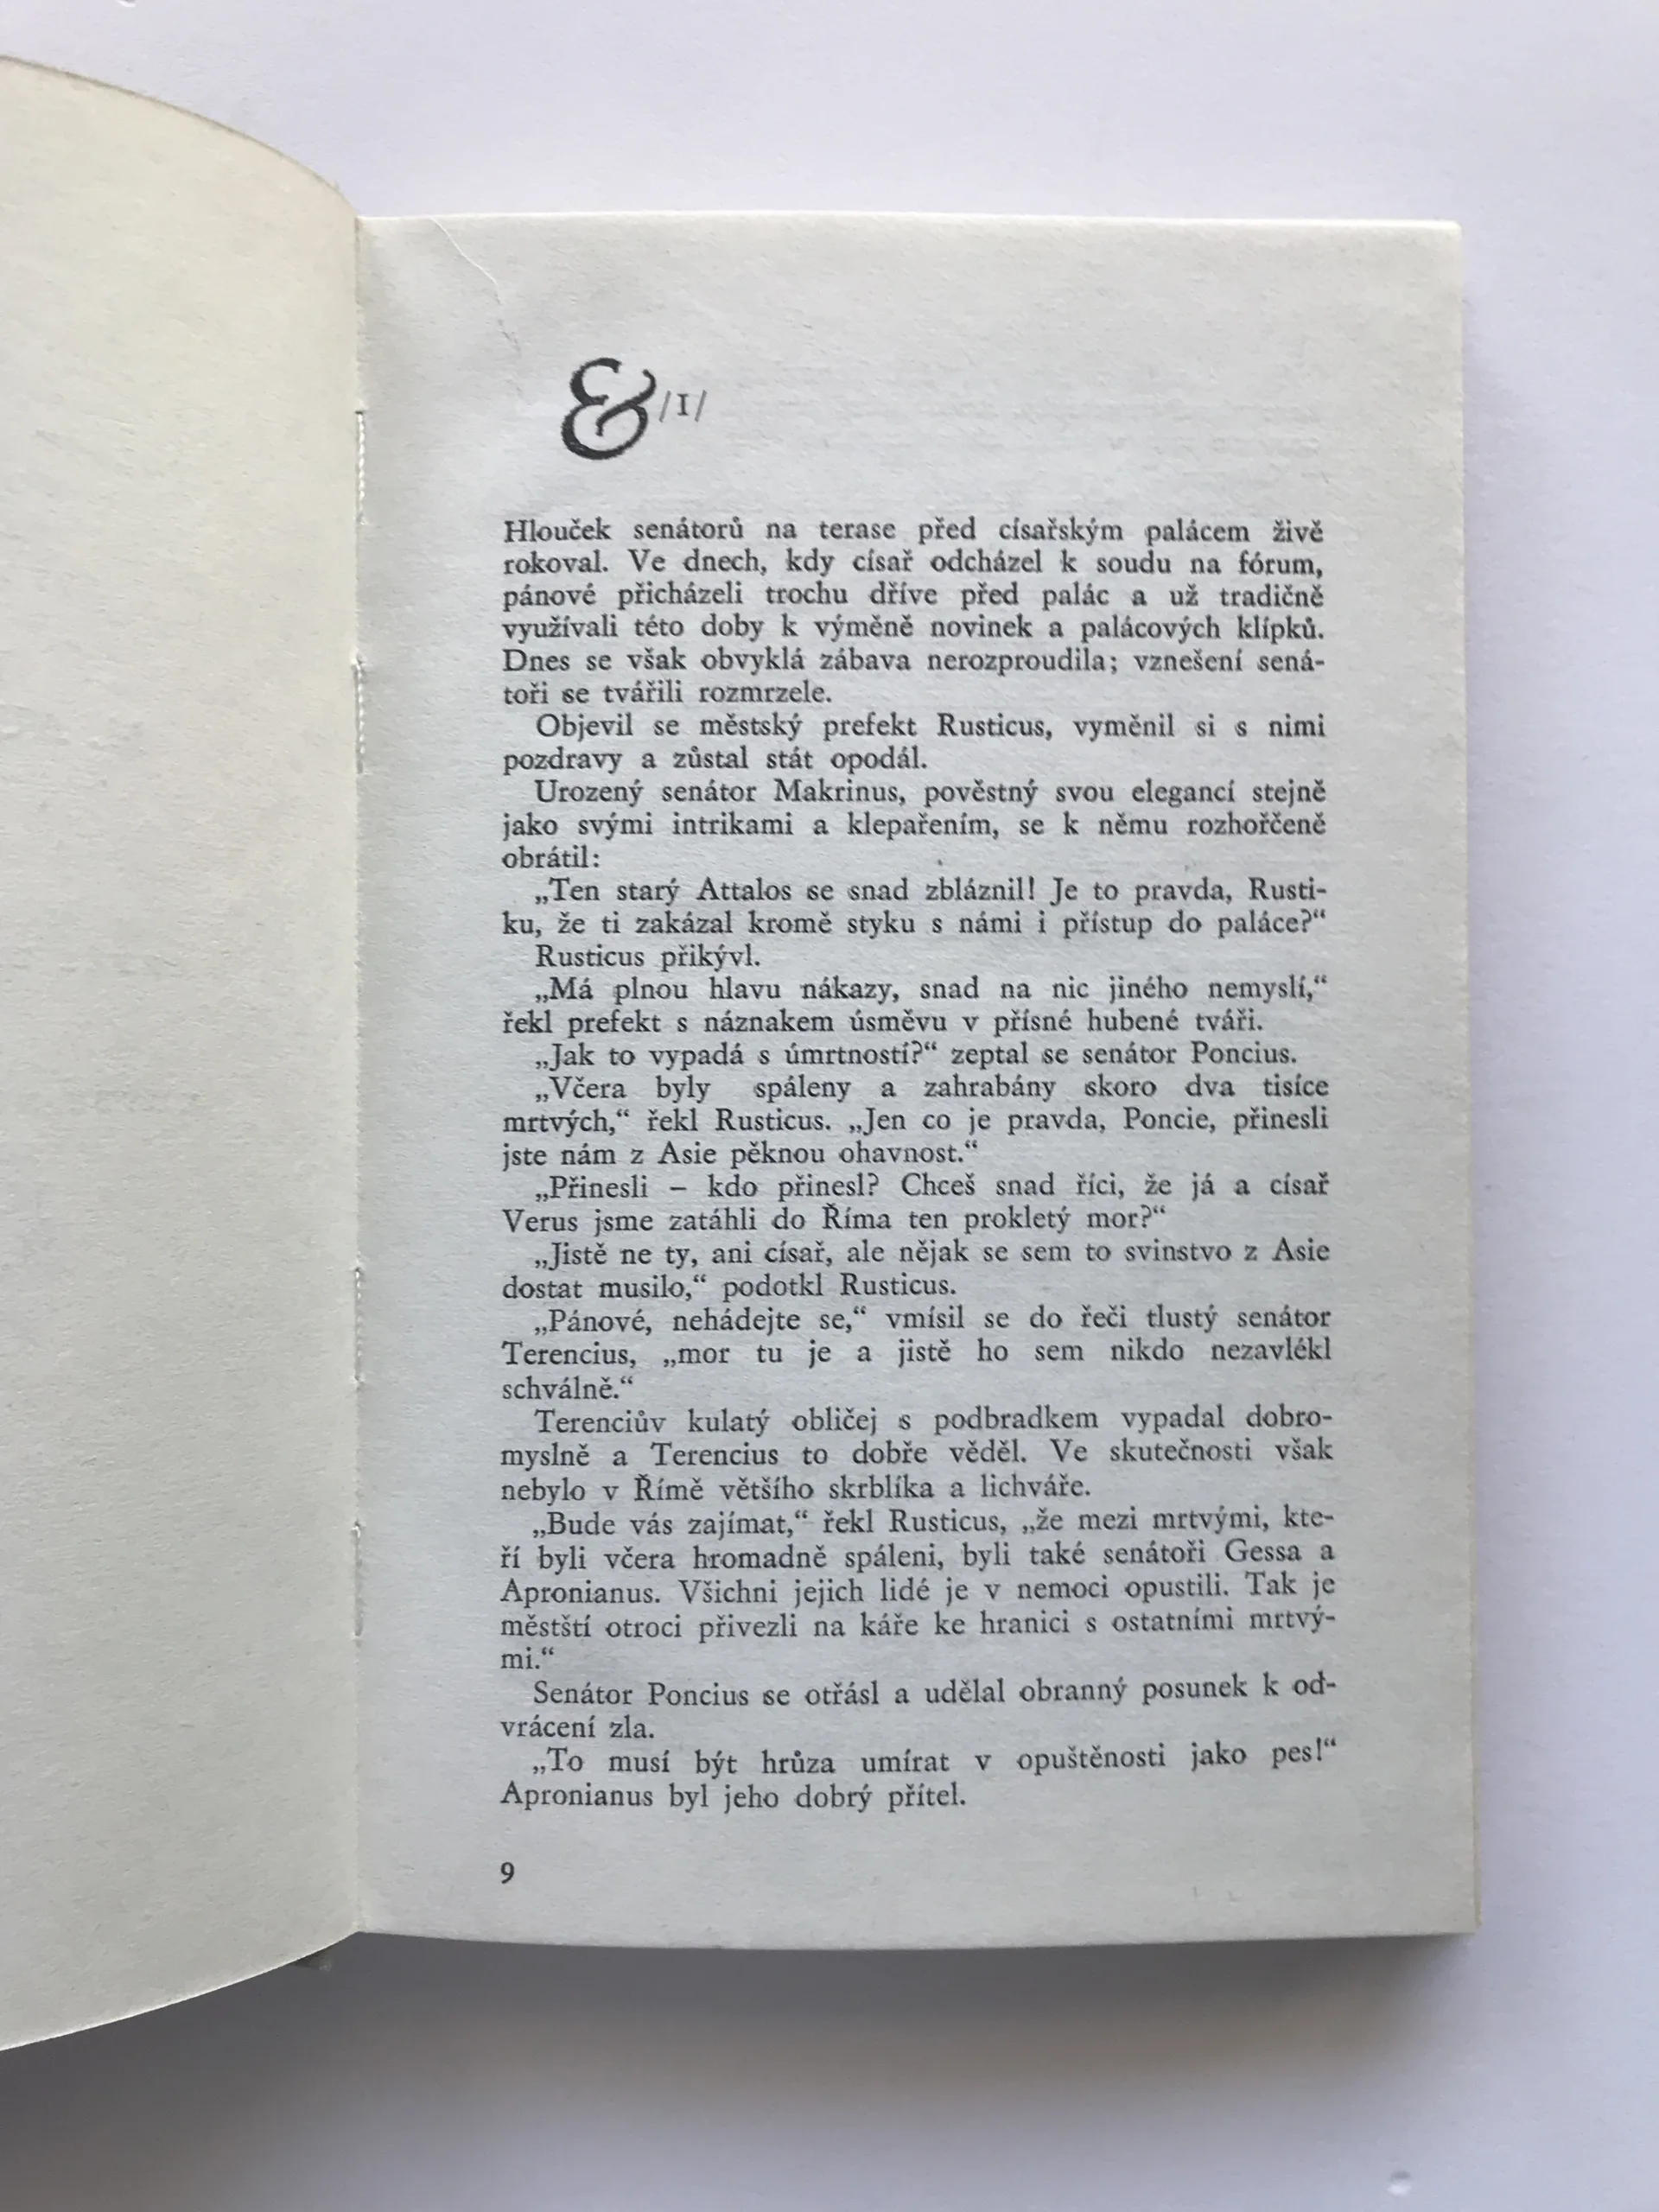 & /1/
Hlouček senátorů na terase před císařským palácem živě
rokoval. Ve dnech, kdy císař odcházel k soudu na fórum,
pánové přicházeli trochu dříve před palác a už tradičně
využívali této doby k výměně novinek a palácových klípků.
Dnes se však obvyklá zábava nerozproudila; vznešení sená-
toři se tvářili rozmrzele.
Objevil se městský prefekt Rusticus, vyměnil si s nimi
pozdravy a zůstal stát opodál.
Urozený senátor Makrinus, pověstný svou elegancí stejně
jako svými intrikami a klepařením, se k němu rozhořčeně
obrátil:
„Ten starý Attalos se snad zbláznil! Je to pravda, Rusti-
ku, že ti zakázal kromě styku s námi i přístup do paláce?“
Rusticus přikývl.
„Má plnou hlavu nákazy, snad na nic jiného nemyslí,“
řekl prefekt s náznakem úsměvu v přísné hubené tváři.
„Jak to vypadá s úmrtností?“ zeptal se senátor Poncius.
„Včera byly spáleny a zahrabány skoro dva tisíce
mrtvých,“ řekl Rusticus. „Jen co je pravda, Poncie, přinesli
jste nám z Asie pěknou ohavnost.“
„Přinesli – kdo přinesl? Chceš snad říci, že já a císař
Verus jsme zatáhli do Říma ten prokletý mor?“
„Jistě ne ty, ani císař, ale nějak se sem to svinstvo z Asie
dostat musilo,“ podotkl Rusticus.
„Pánové, nehádejte se,“ vmísil se do řeči tlustý senátor
Terencius, „mor tu je a jistě ho sem nikdo nezavlékl
schválně.“
Terenciův kulatý obličej s podbradkem vypadal dobro-
myslně a Terencius to dobře věděl. Ve skutečnosti však
nebylo v Římě většího skrblíka a lichváře.
„Bude vás zajímat,“ řekl Rusticus, „že mezi mrtvými, kte-
ří byli včera hromadně spáleni, byli také senátoři Gessa a
Apronianus. Všichni jejich lidé je v nemoci opustili. Tak je
městští otroci přivezli na káře ke hranici s ostatními mrtvý-
mi.“
Senátor Poncius se otřásl a udělal obranný posunek k od-
vrácení zla.
„To musí být hrůza umírat v opuštěnosti jako pes!“
Apronianus byl jeho dobrý přítel.
9